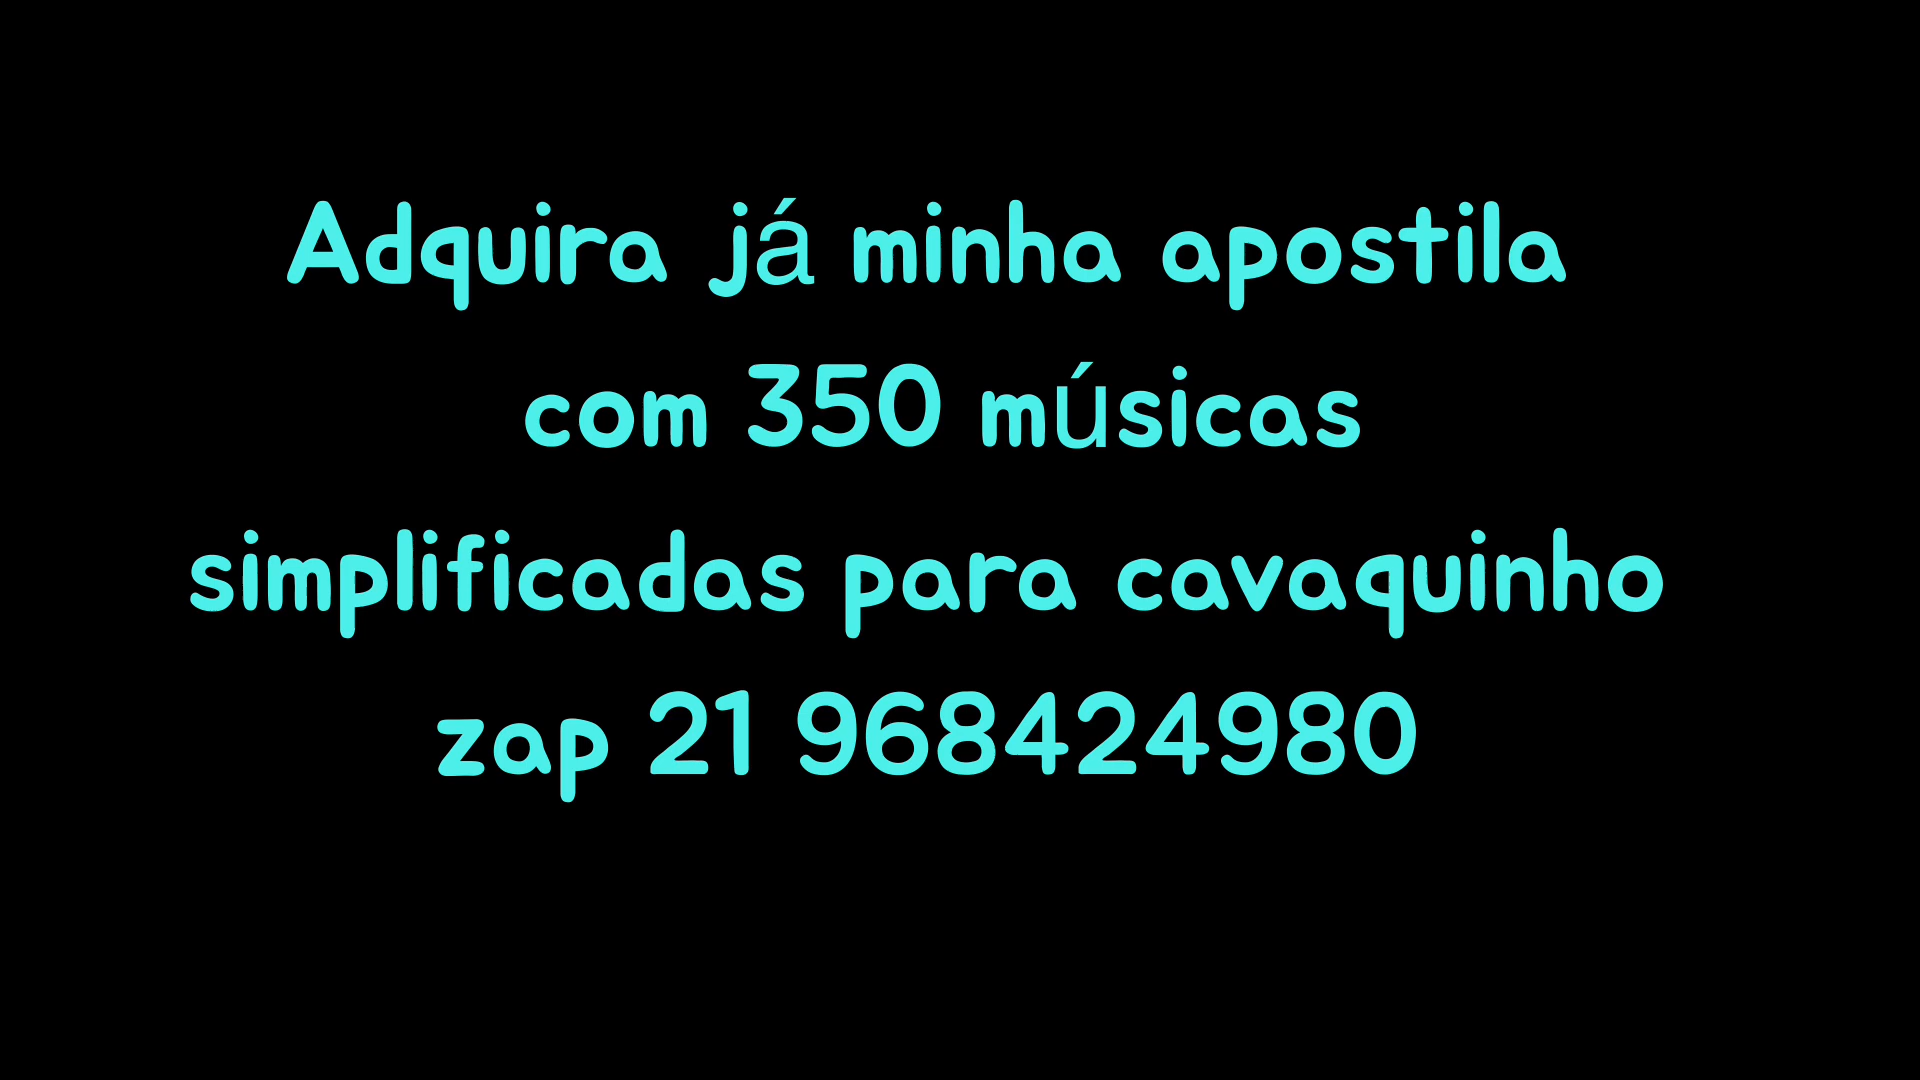 Adquira já minha apostila
com 350 músicas
simplificadas para cavaquinho
zap 21 968424980